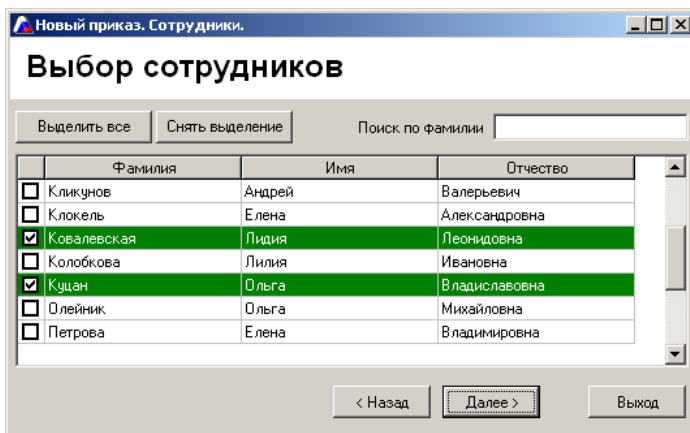 Новый приказ. Сотрудники.
Выбор сотрудников
Выделить все Снять выделение Поиск по фамилии
Фамилия Имя Отчество
Кликунов Андрей Валерьевич
Клокель Елена Александровна
Ковалевская Лидия Леонидовна
Колобкова Лилия Ивановна
Куцан Ольга Владиславовна
Олейник Ольга Михайловна
Петрова Елена Владимировна
< Назад Далее > Выход